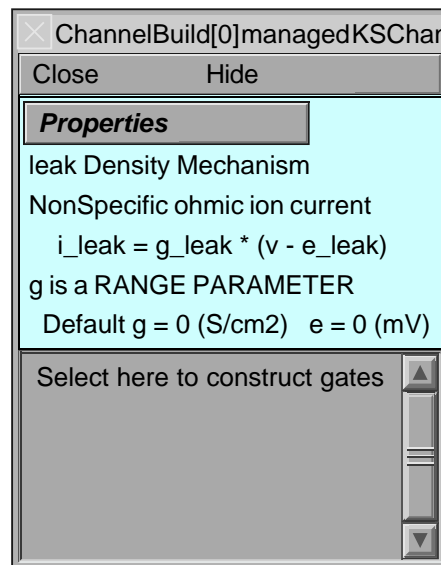 ChannelBuild[0]managedKSChan
Close Hide
Properties
leak Density Mechanism
NonSpecific ohmic ion current
i_leak = g_leak * (v - e_leak)
g is a RANGE PARAMETER
Default g = 0 (S/cm2) e = 0 (mV)
Select here to construct gates